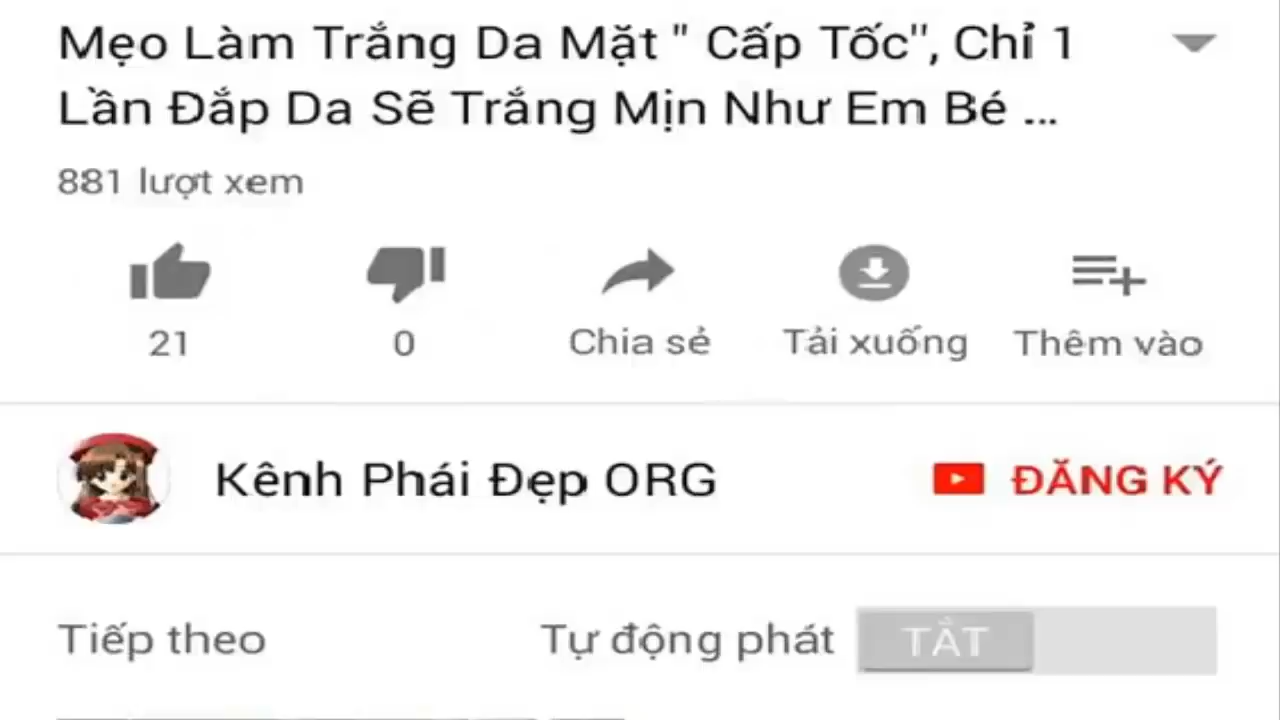 Mẹo Làm Trắng Da Mặt " Cấp Tốc", Chỉ 1
Lần Đắp Da Sẽ Trắng Mịn Như Em Bé ...
881 lượt xem
21 0 Chia sẻ Tải xuống Thêm vào
Kênh Phái Đẹp ORG ĐĂNG KÝ
Tiếp theo Tự động phát TẮT